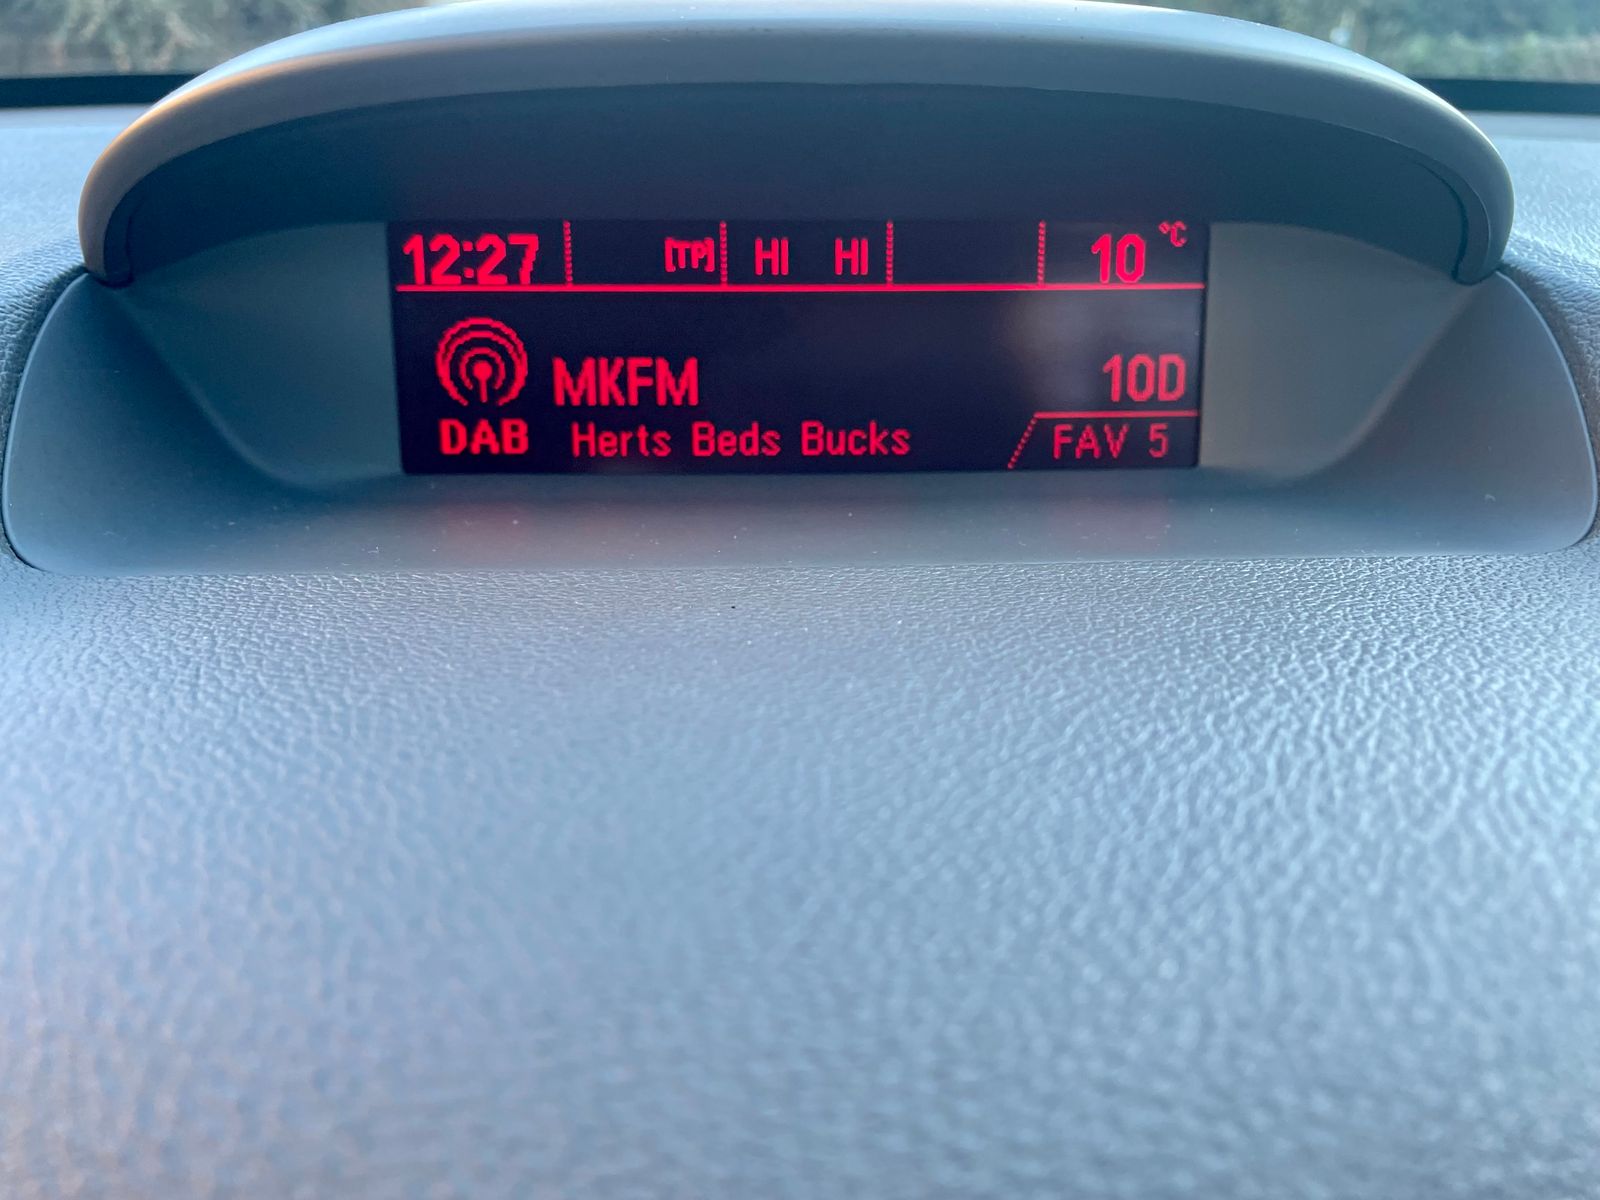 12:27 [TP] HI HI 10 °C
MKFM 10D
DAB Herts Beds Bucks FAV 5